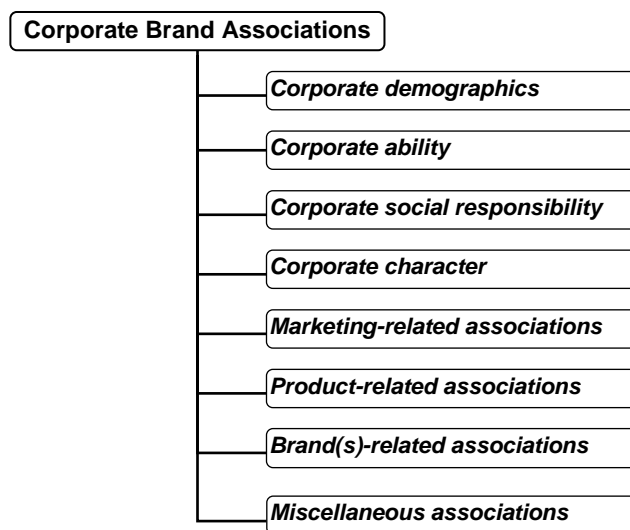 Corporate Brand Associations
Corporate demographics
Corporate ability
Corporate social responsibility
Corporate character
Marketing-related associations
Product-related associations
Brand(s)-related associations
Miscellaneous associations